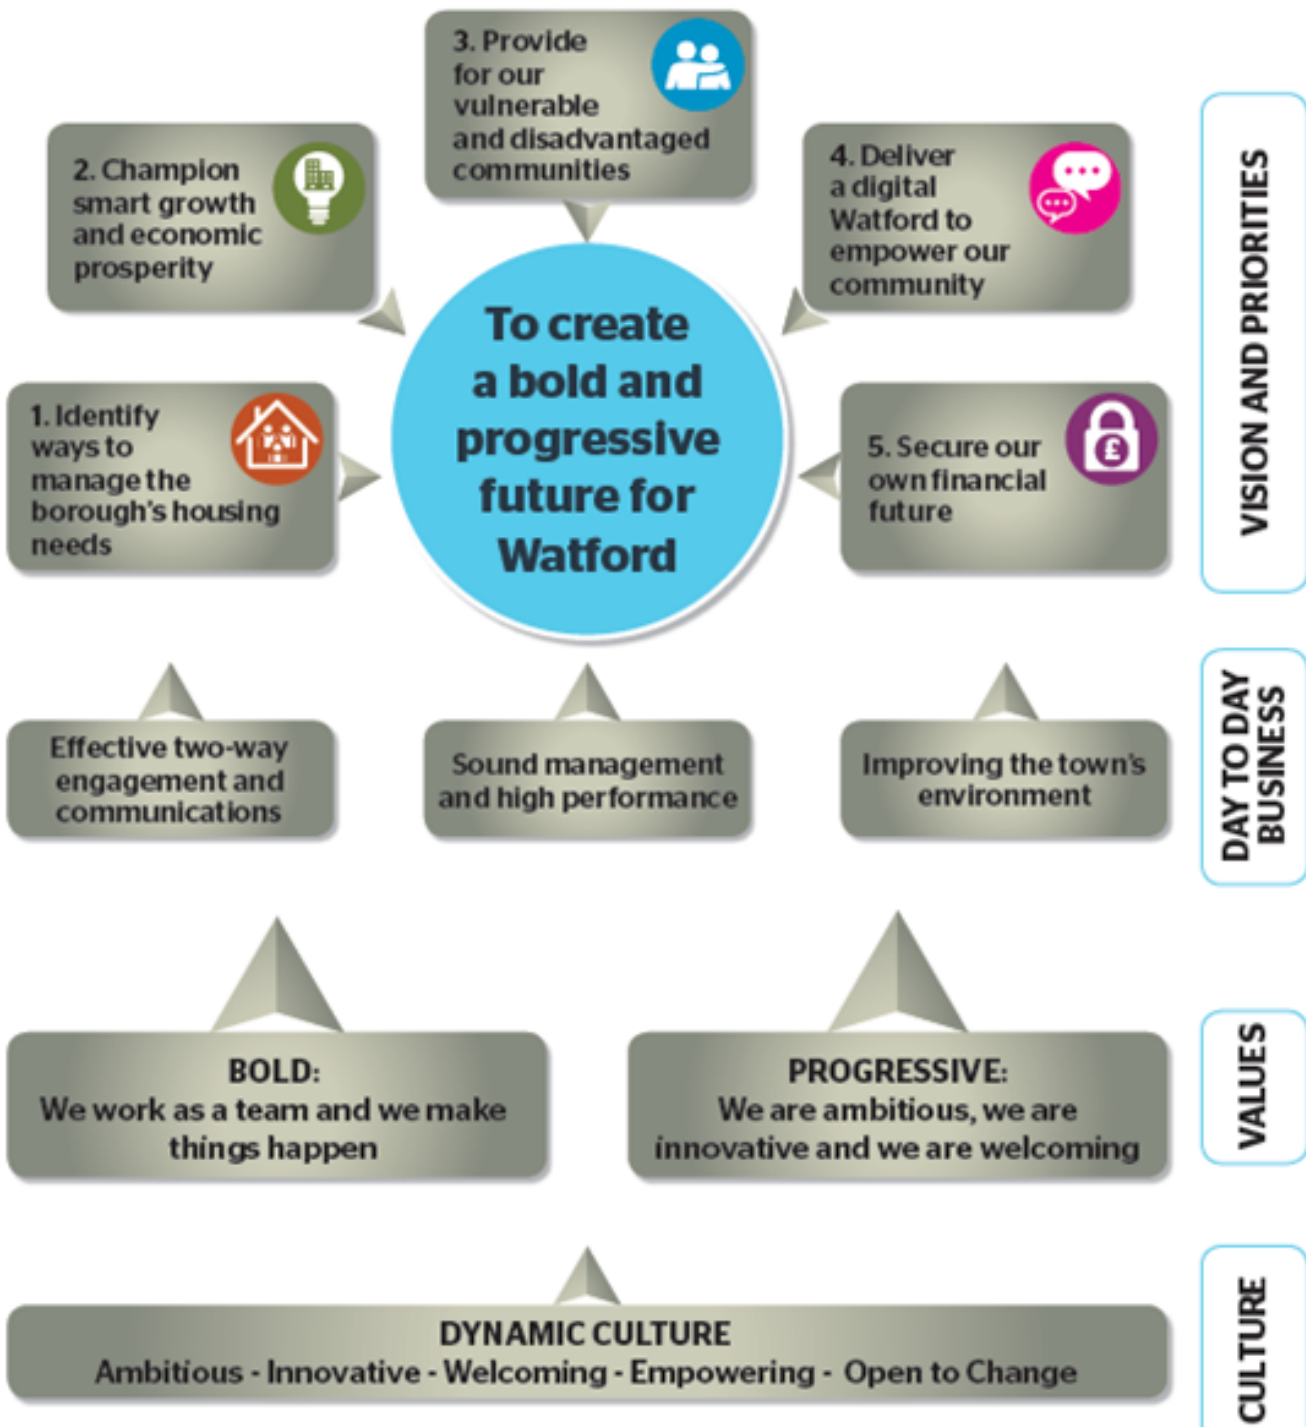 3. Provide
for our
vulnerable
and disadvantaged
communities
2. Champion
smart growth
and economic
prosperity
4. Deliver
a digital
Watford to
empower our
community
1. Identify
ways to
manage the
borough's housing
needs
To create
a bold and
progressive
future for
Watford
5. Secure our
own financial
future
£
VISION AND PRIORITIES
Effective two-way
engagement and
communications
Sound management
and high performance
Improving the town's
environment
DAY TO DAY
BUSINESS
BOLD:
We work as a team and we make
things happen
PROGRESSIVE:
We are ambitious, we are
innovative and we are welcoming
VALUES
DYNAMIC CULTURE
Ambitious - Innovative - Welcoming - Empowering - Open to Change
CULTURE